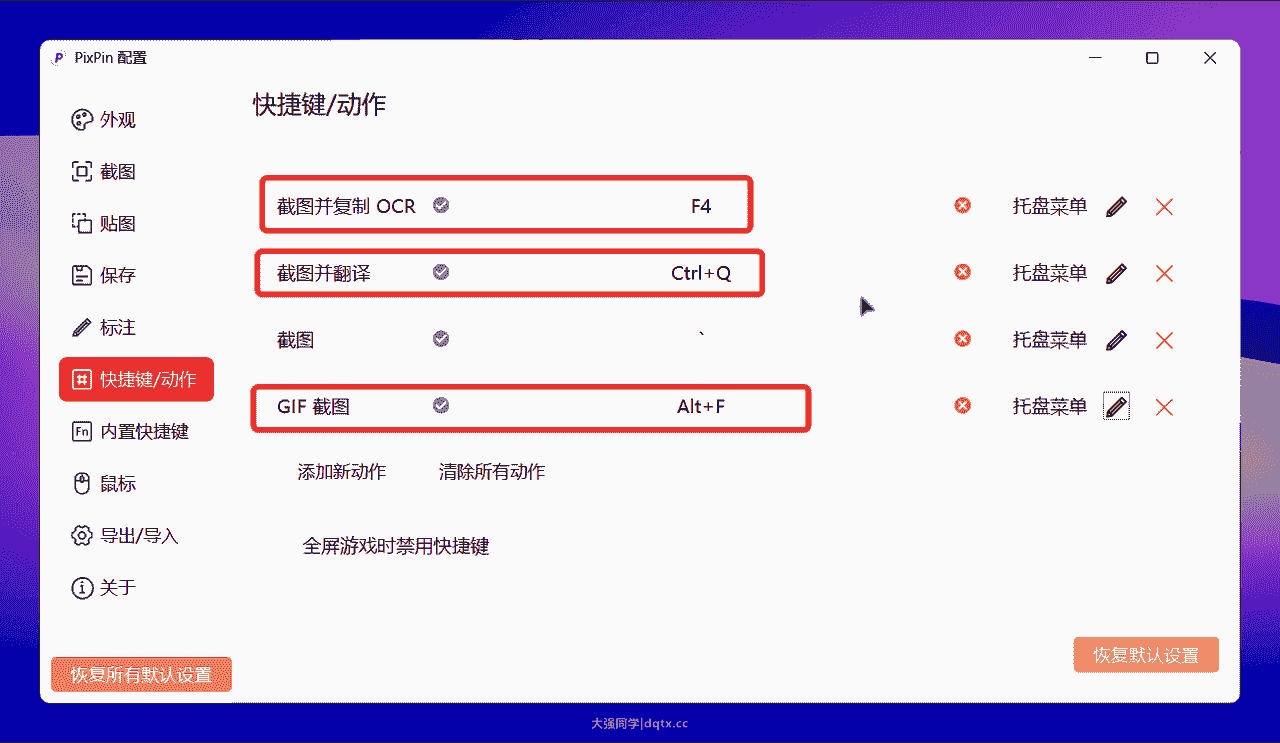 PixPin 配置
外观
截图
贴图
保存
标注
快捷键/动作
内置快捷键
鼠标
导出/导入
关于
恢复所有默认设置
快捷键/动作
截图并复制 OCR F4 托盘菜单
截图并翻译 Ctrl+Q 托盘菜单
截图 ` 托盘菜单
GIF 截图 Alt+F 托盘菜单
添加新动作 清除所有动作
全屏游戏时禁用快捷键
恢复默认设置
大强同学|dqtx.cc